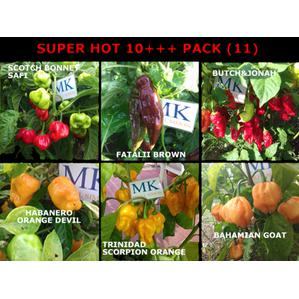 SUPER HOT 10+++ PACK (11)
SCOTCH BONNET
SAFI
MK
FATALII BROWN
MK
BUTCH&JONAH
MK
HABANERO
ORANGE DEVIL
MK
TRINIDAD
SCORPION ORANGE
MK
BAHAMIAN GOAT